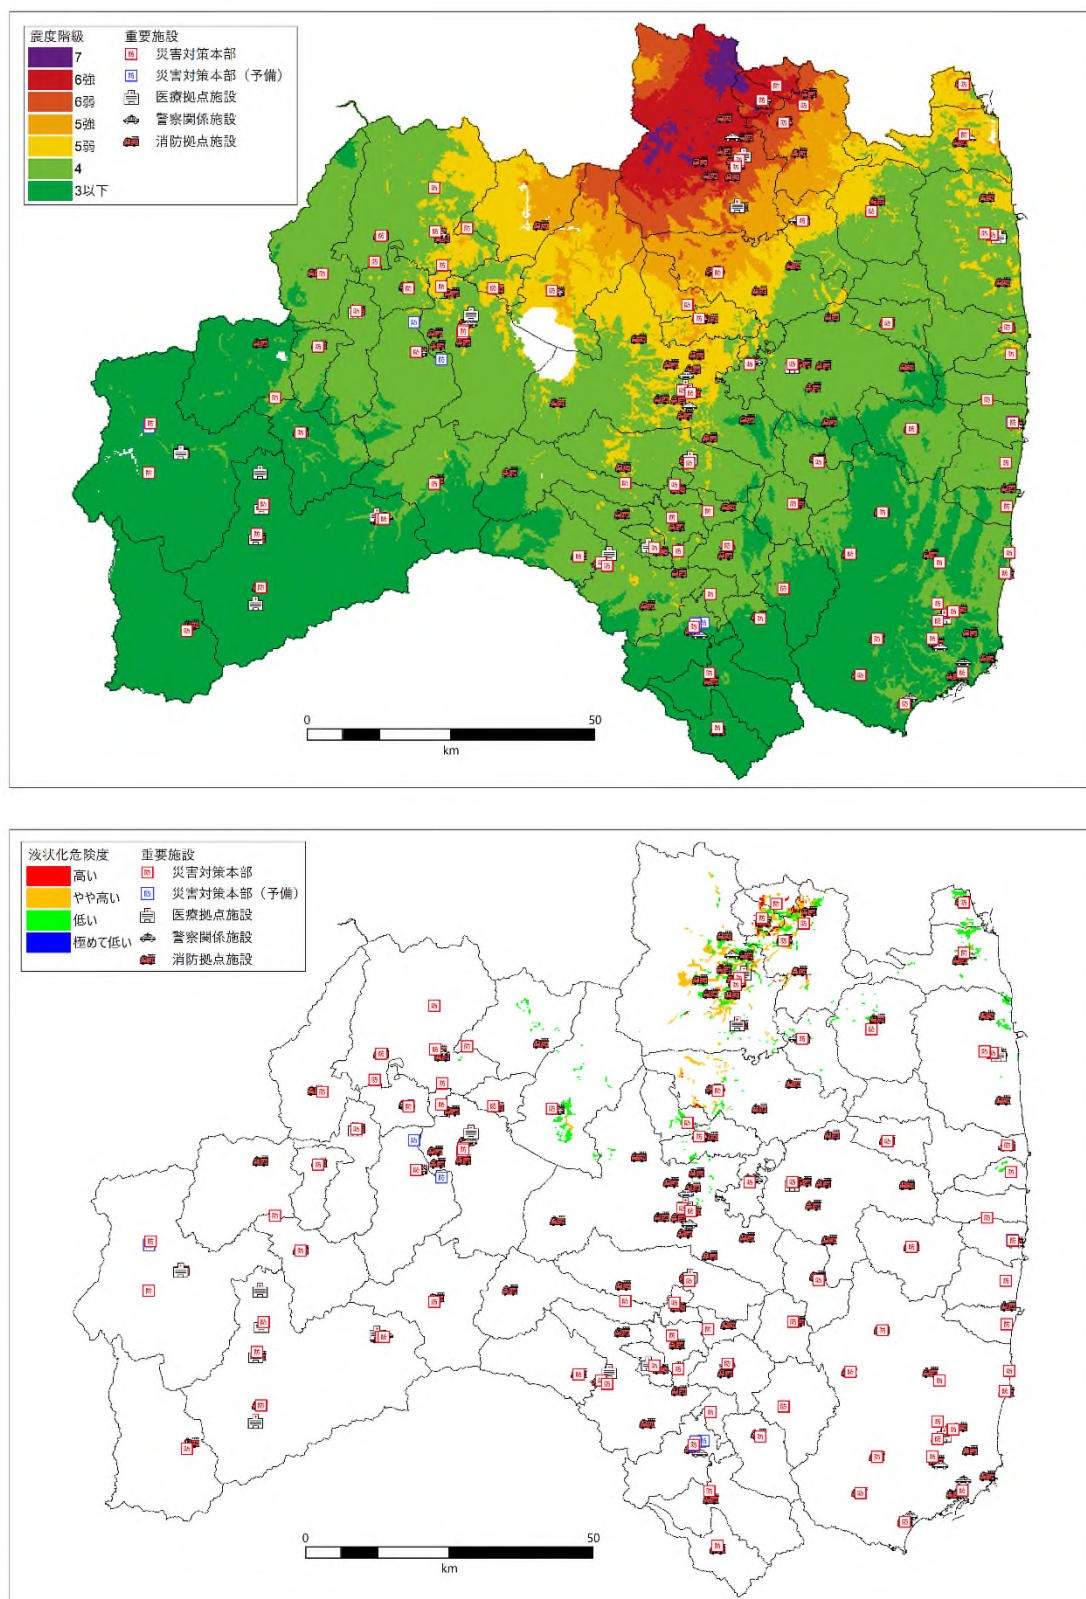 震度階級 重要施設
7 防 災害対策本部
6強 防 災害対策本部（予備）
6弱 医療拠点施設
5強 警察関係施設
5弱 消防拠点施設
4
3以下
0 50
km
液状化危険度 重要施設
高い 防 災害対策本部
やや高い 防 災害対策本部（予備）
低い 医療拠点施設
極めて低い 警察関係施設
消防拠点施設
0 50
km